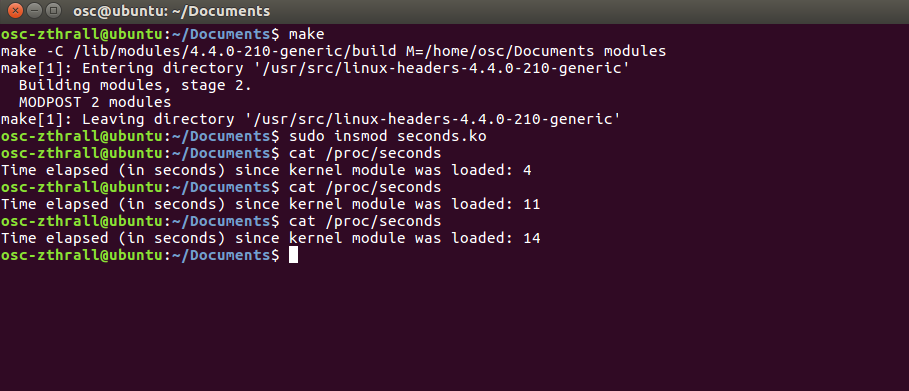 osc@ubuntu: ~/Documents
osc-zthrall@ubuntu:~/Documents$ make
make -C /lib/modules/4.4.0-210-generic/build M=/home/osc/Documents modules
make[1]: Entering directory '/usr/src/linux-headers-4.4.0-210-generic'
  Building modules, stage 2.
  MODPOST 2 modules
make[1]: Leaving directory '/usr/src/linux-headers-4.4.0-210-generic'
osc-zthrall@ubuntu:~/Documents$ sudo insmod seconds.ko
osc-zthrall@ubuntu:~/Documents$ cat /proc/seconds
Time elapsed (in seconds) since kernel module was loaded: 4
osc-zthrall@ubuntu:~/Documents$ cat /proc/seconds
Time elapsed (in seconds) since kernel module was loaded: 11
osc-zthrall@ubuntu:~/Documents$ cat /proc/seconds
Time elapsed (in seconds) since kernel module was loaded: 14
osc-zthrall@ubuntu:~/Documents$